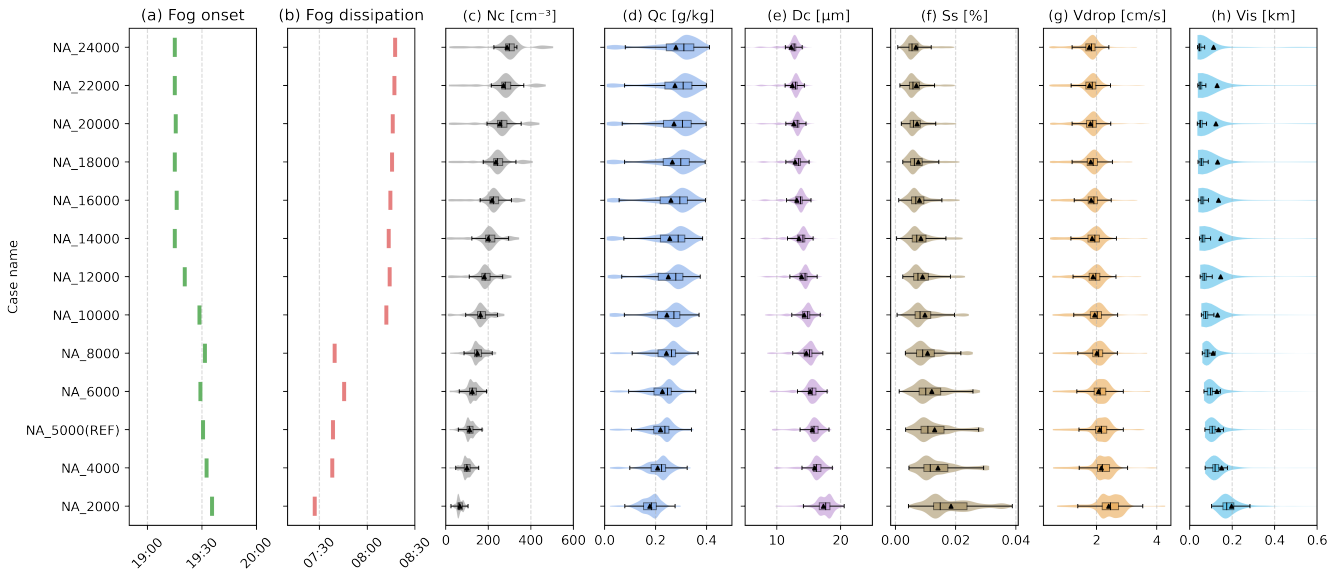 (a) Fog onset
(b) Fog dissipation
(c) Nc [cm⁻³]
(d) Qc [g/kg]
(e) Dc [μm]
(f) Ss [%]
(g) Vdrop [cm/s]
(h) Vis [km]
Case name
NA_24000
NA_22000
NA_20000
NA_18000
NA_16000
NA_14000
NA_12000
NA_10000
NA_8000
NA_6000
NA_5000(REF)
NA_4000
NA_2000
19:00 19:30 20:00
07:30 08:00 08:30
0 200 400 600
0.0 0.2 0.4
10 20
0.00 0.02 0.04
2 4
0.0 0.2 0.4 0.6